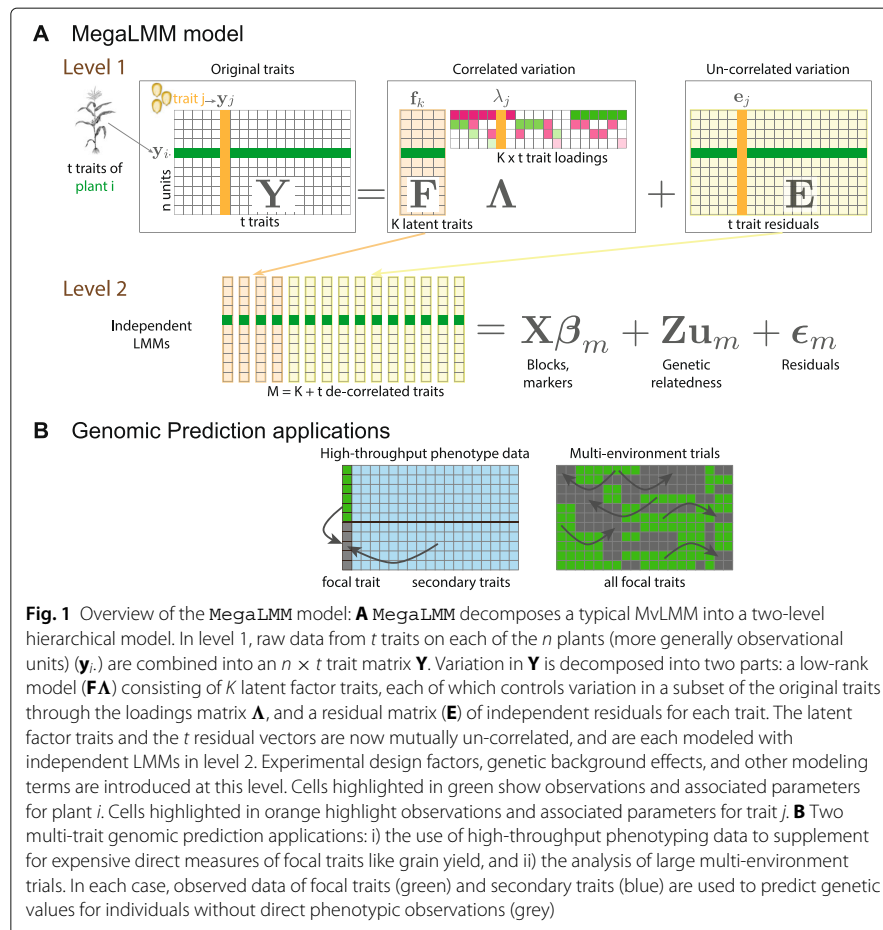 A MegaLMM model
Level 1
Original traits
Correlated variation
Un-correlated variation
trait j→y_j
f_k
λ_j
e_j
y_i.
K x t trait loadings
t traits of
plant i
n units
Y
=
F
Λ
+
E
t traits
K latent traits
t trait residuals
Level 2
Independent
LMMs
= Xβ_m + Zu_m + ϵ_m
Blocks,
markers
Genetic
relatedness
Residuals
M = K + t de-correlated traits
B Genomic Prediction applications
High-throughput phenotype data
Multi-environment trials
focal trait
secondary traits
all focal traits
Fig. 1 Overview of the MegaLMM model: A MegaLMM decomposes a typical MvLMM into a two-level
hierarchical model. In level 1, raw data from t traits on each of the n plants (more generally observational
units) (y_i.) are combined into an n × t trait matrix Y. Variation in Y is decomposed into two parts: a low-rank
model (FΛ) consisting of K latent factor traits, each of which controls variation in a subset of the original traits
through the loadings matrix Λ, and a residual matrix (E) of independent residuals for each trait. The latent
factor traits and the t residual vectors are now mutually un-correlated, and are each modeled with
independent LMMs in level 2. Experimental design factors, genetic background effects, and other modeling
terms are introduced at this level. Cells highlighted in green show observations and associated parameters
for plant i. Cells highlighted in orange highlight observations and associated parameters for trait j. B Two
multi-trait genomic prediction applications: i) the use of high-throughput phenotyping data to supplement
for expensive direct measures of focal traits like grain yield, and ii) the analysis of large multi-environment
trials. In each case, observed data of focal traits (green) and secondary traits (blue) are used to predict genetic
values for individuals without direct phenotypic observations (grey)